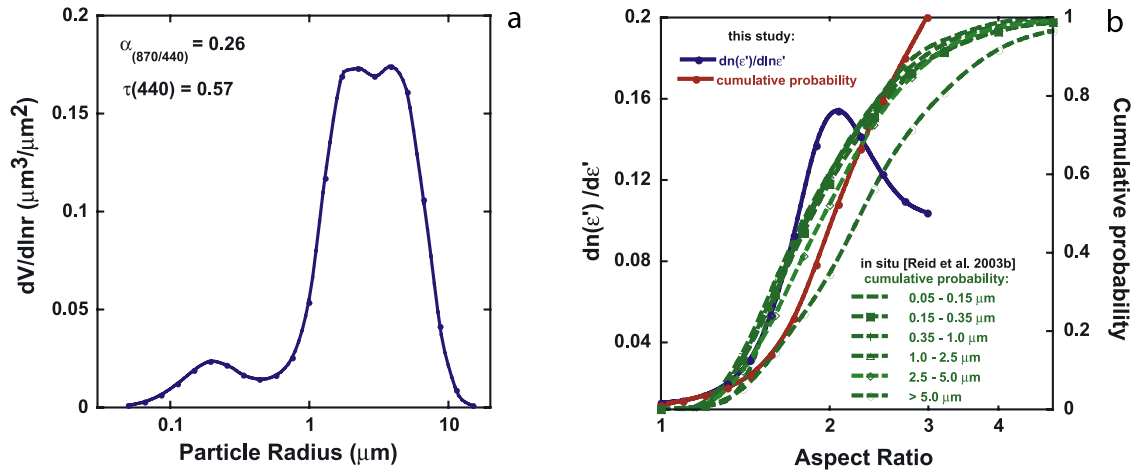 a
α(870/440) = 0.26
τ(440) = 0.57
dV/dlnr (μm3/μm2)
0.2
0.15
0.1
0.05
0
0.1
1
10
Particle Radius (μm)
b
this study:
dn(ε')/dlnε'
cumulative probability
dn(ε') /dε'
0.2
0.16
0.12
0.08
0.04
1
0.8
0.6
0.4
0.2
0
Cumulative probability
in situ [Reid et al. 2003b]
cumulative probability:
0.05 - 0.15 μm
0.15 - 0.35 μm
0.35 - 1.0 μm
1.0 - 2.5 μm
2.5 - 5.0 μm
> 5.0 μm
1
2
3
4
Aspect Ratio